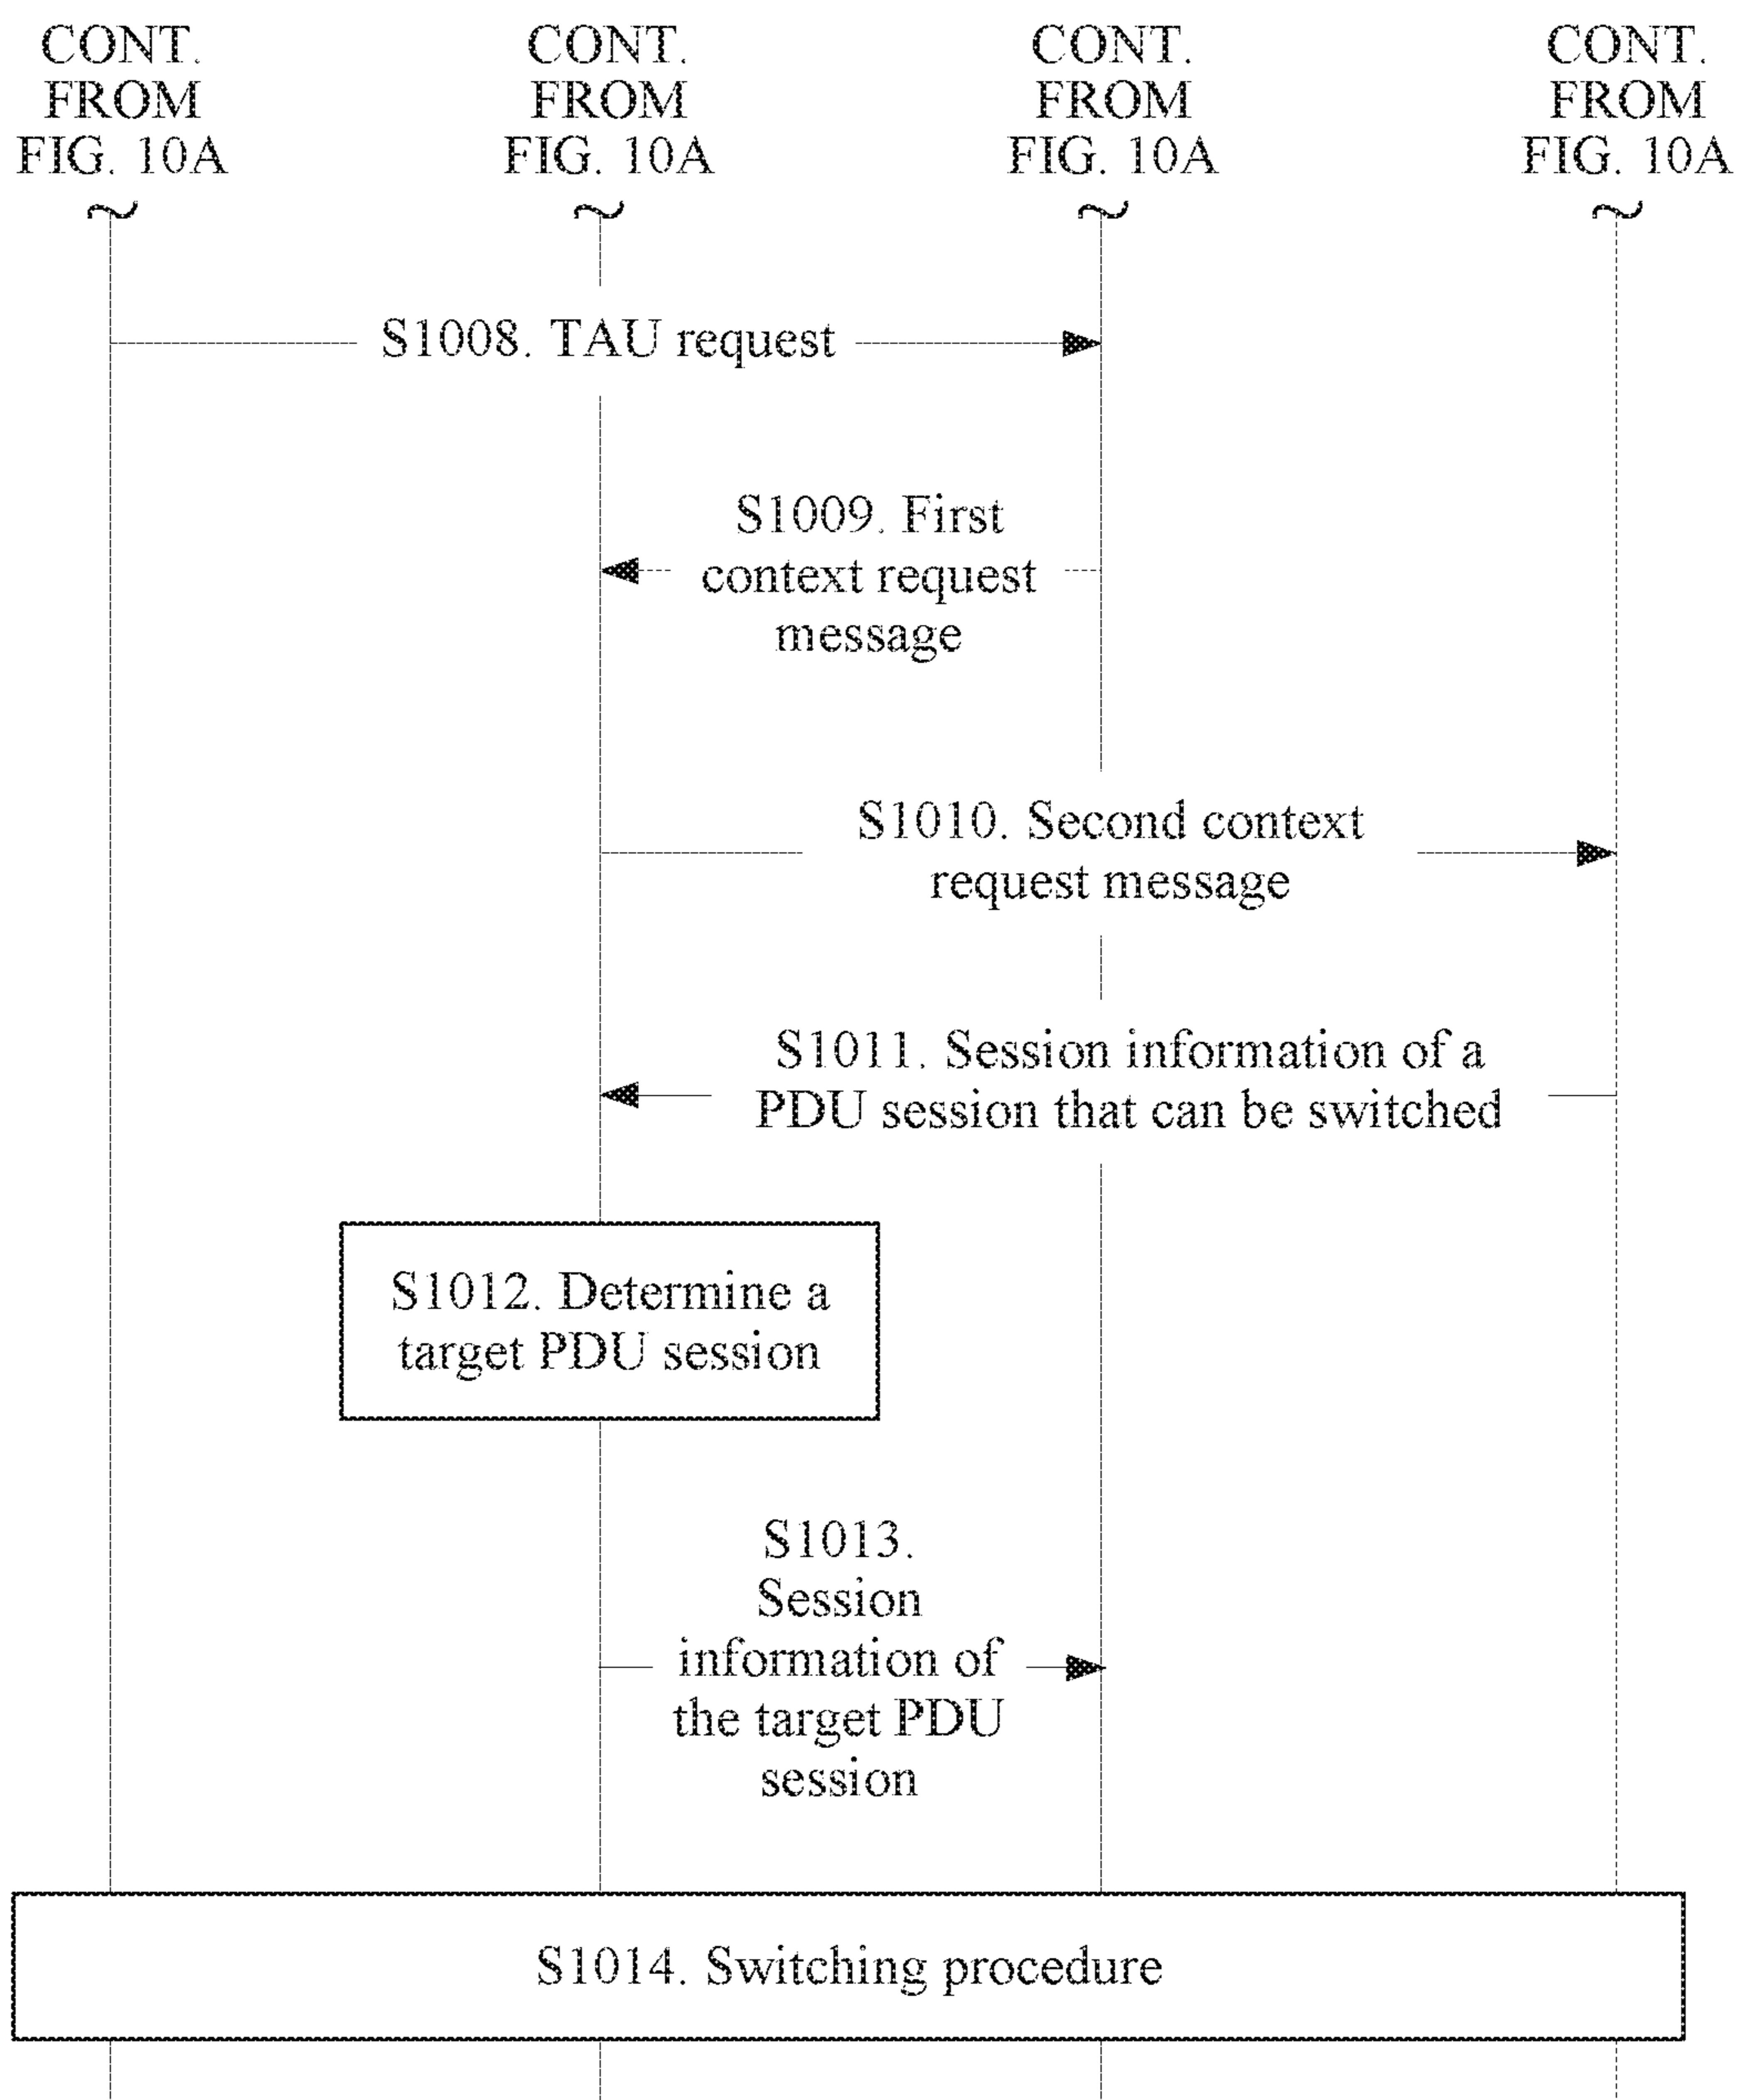 CONT.
FROM
FIG. 10A
CONT.
FROM
FIG. 10A
CONT.
FROM
FIG. 10A
CONT.
FROM
FIG. 10A
S1008. TAU request
S1009. First
context request
message
S1010. Second context
request message
S1011. Session information of a
PDU session that can be switched
S1012. Determine a
target PDU session
S1013.
Session
information of
the target PDU
session
S1014. Switching procedure